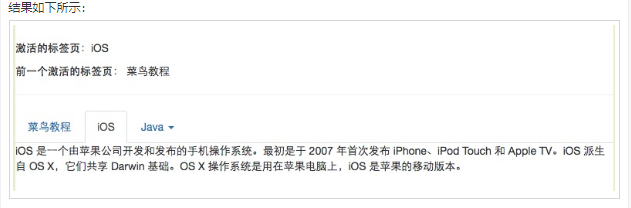 结果如下所示：
激活的标签页：iOS
前一个激活的标签页： 菜鸟教程
菜鸟教程 iOS Java
iOS 是一个由苹果公司开发和发布的手机操作系统。最初是于 2007 年首次发布 iPhone、iPod Touch 和 Apple TV。iOS 派生
自 OS X，它们共享 Darwin 基础。OS X 操作系统是用在苹果电脑上，iOS 是苹果的移动版本。